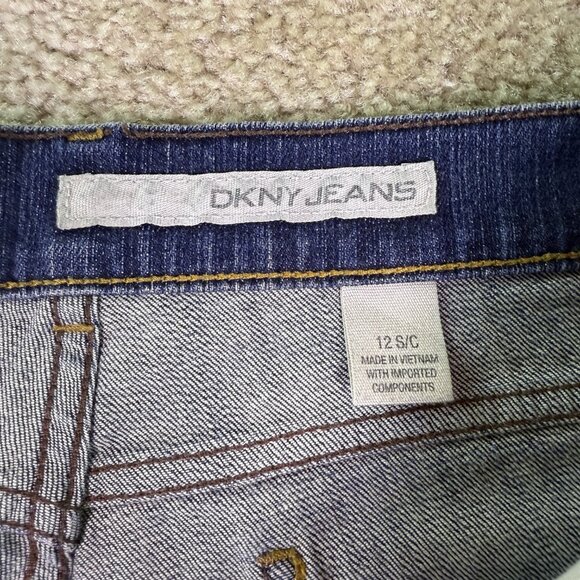 DKNY JEANS
12 S/C
MADE IN VIETNAM
WITH IMPORTED
COMPONENTS